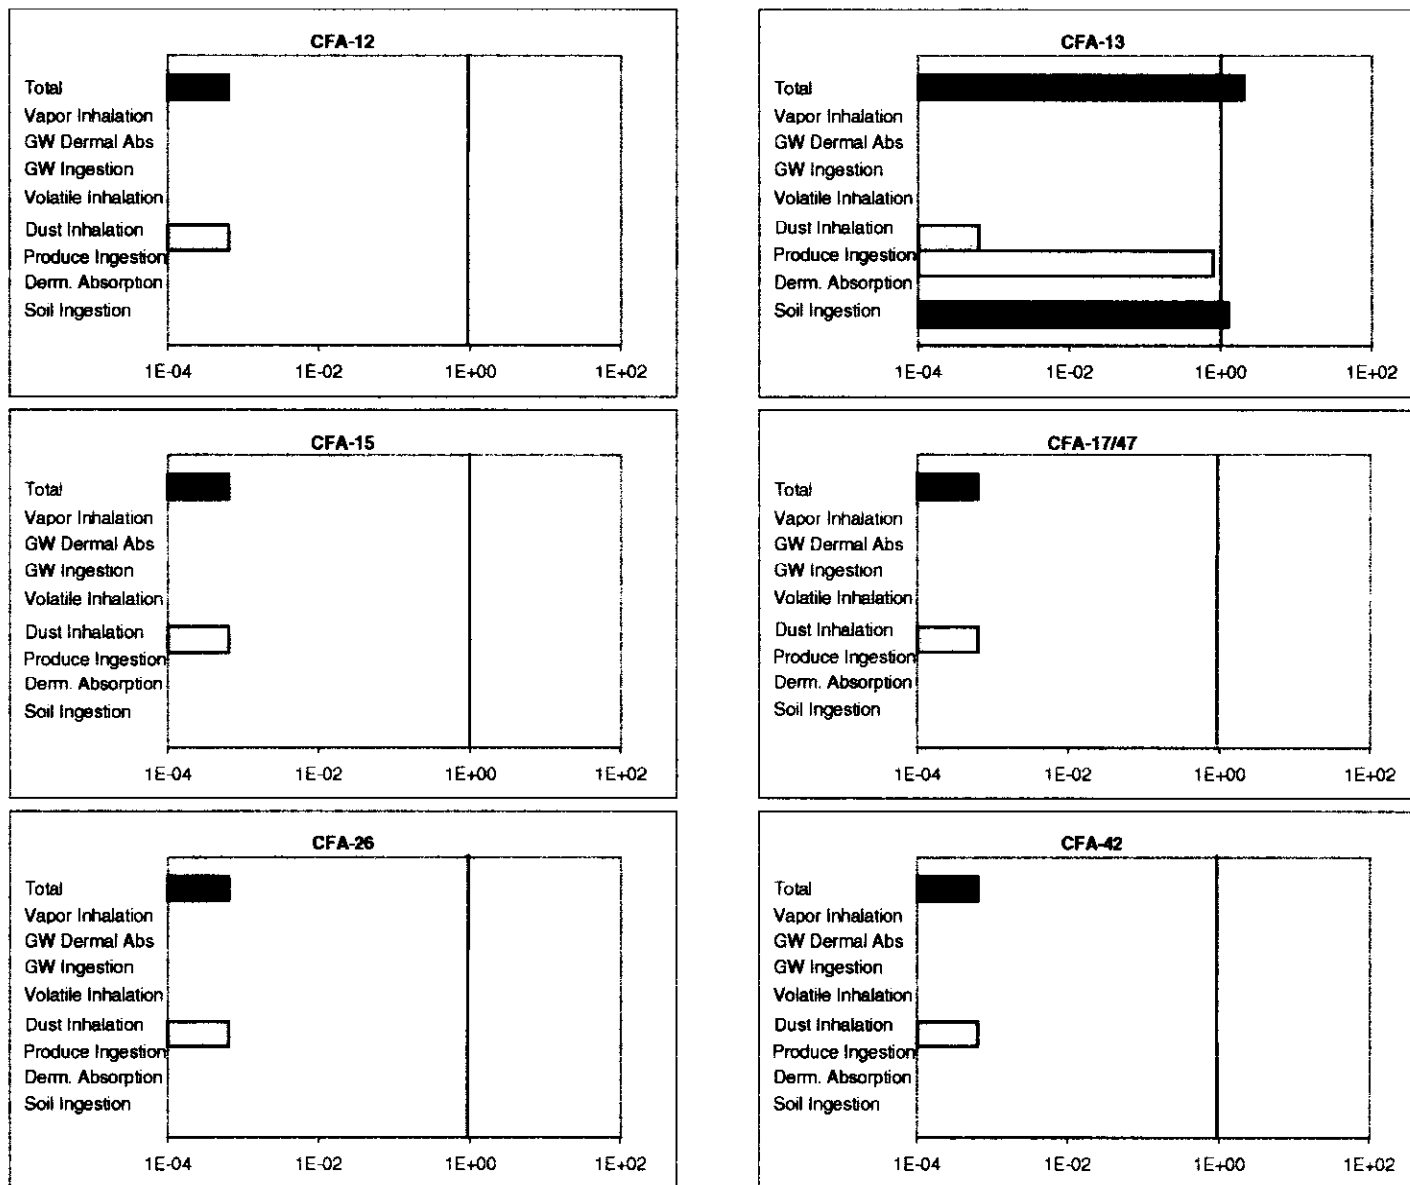 CFA-12
Total
Vapor Inhalation
GW Dermal Abs
GW Ingestion
Volatile Inhalation
Dust Inhalation
Produce Ingestion
Derm. Absorption
Soil Ingestion
1E-04 1E-02 1E+00 1E+02
CFA-13
Total
Vapor Inhalation
GW Dermal Abs
GW Ingestion
Volatile Inhalation
Dust Inhalation
Produce Ingestion
Derm. Absorption
Soil Ingestion
1E-04 1E-02 1E+00 1E+02
CFA-15
Total
Vapor Inhalation
GW Dermal Abs
GW Ingestion
Volatile Inhalation
Dust Inhalation
Produce Ingestion
Derm. Absorption
Soil Ingestion
1E-04 1E-02 1E+00 1E+02
CFA-17/47
Total
Vapor Inhalation
GW Dermal Abs
GW Ingestion
Volatile Inhalation
Dust Inhalation
Produce Ingestion
Derm. Absorption
Soil Ingestion
1E-04 1E-02 1E+00 1E+02
CFA-26
Total
Vapor Inhalation
GW Dermal Abs
GW Ingestion
Volatile Inhalation
Dust Inhalation
Produce Ingestion
Derm. Absorption
Soil Ingestion
1E-04 1E-02 1E+00 1E+02
CFA-42
Total
Vapor Inhalation
GW Dermal Abs
GW Ingestion
Volatile Inhalation
Dust Inhalation
Produce Ingestion
Derm. Absorption
Soil Ingestion
1E-04 1E-02 1E+00 1E+02